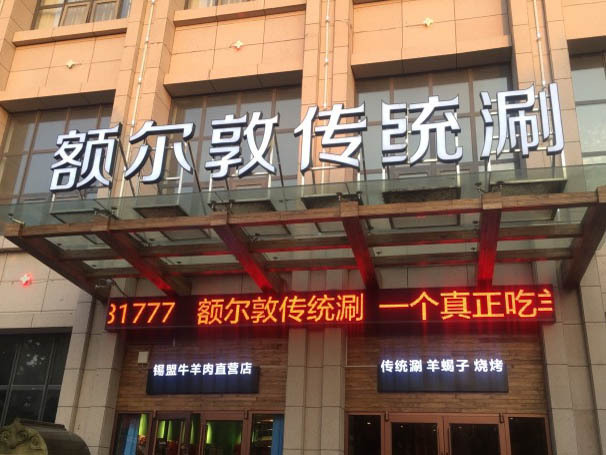 额尔敦传统涮
31777 额尔敦传统涮 一个真正吃羊
锡盟牛羊肉直营店
传统涮 羊蝎子 烧烤